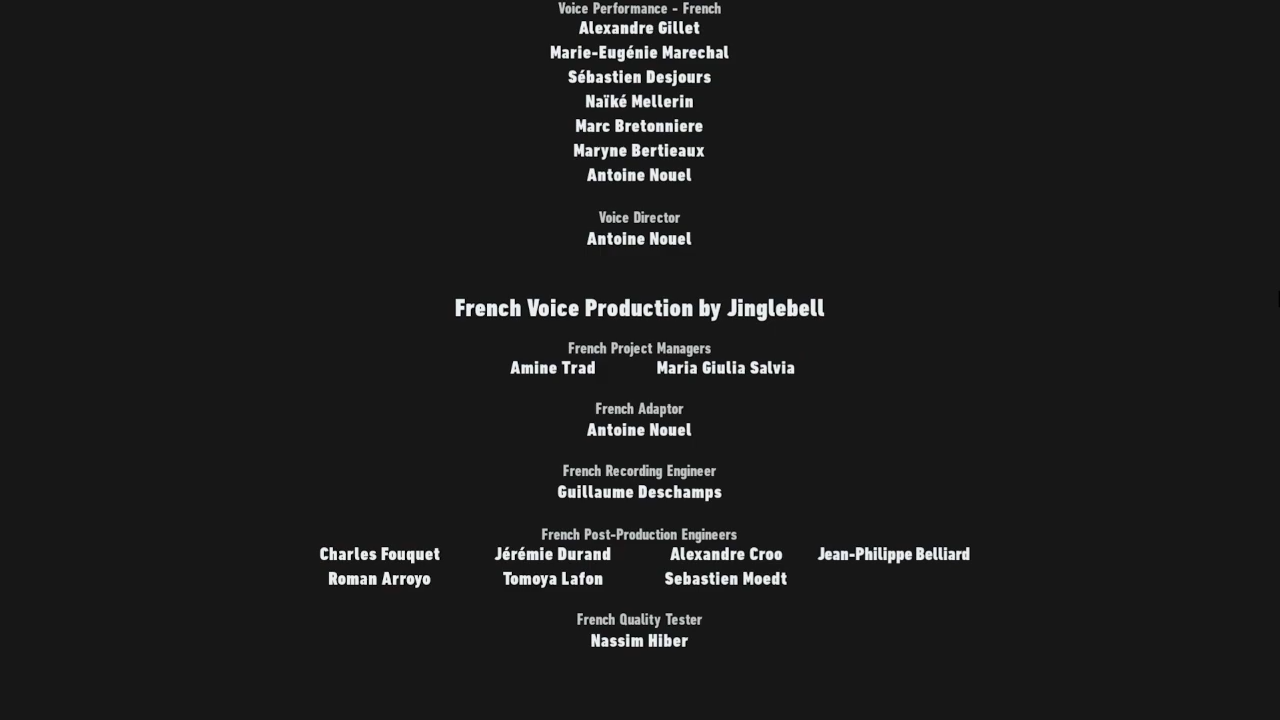 Voice Performance - French
Alexandre Gillet
Marie-Eugénie Marechal
Sébastien Desjours
Naïké Mellerin
Marc Bretonniere
Maryne Bertieaux
Antoine Nouel
Voice Director
Antoine Nouel
French Voice Production by Jinglebell
French Project Managers
Amine Trad Maria Giulia Salvia
French Adaptor
Antoine Nouel
French Recording Engineer
Guillaume Deschamps
French Post-Production Engineers
Charles Fouquet Jérémie Durand Alexandre Croo Jean-Philippe Belliard
Roman Arroyo Tomoya Lafon Sebastien Moedt
French Quality Tester
Nassim Hiber